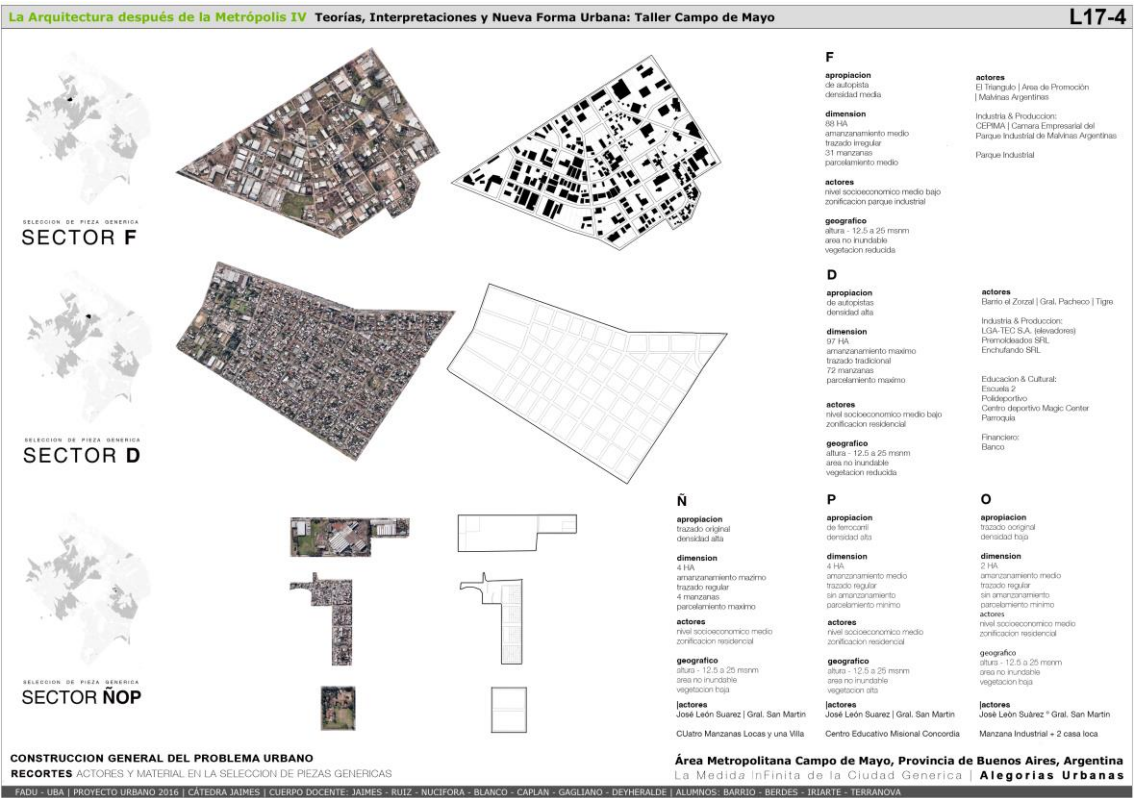 La Arquitectura después de la Metrópolis IV Teorías, Interpretaciones y Nueva Forma Urbana: Taller Campo de Mayo
L17-4
SELECCION DE PIEZA GENERICA
SECTOR F
F
apropiacion
de autopista
densidad media
dimension
88 HA
amanzanamiento medio
trazado irregular
31 manzanas
parcelamiento medio
actores
nivel socioeconomico medio bajo
zonificacion parque industrial
geografico
altura - 12.5 a 25 msnm
area no inundable
vegetacion reducida
actores
El Triangulo | Area de Promoción
| Malvinas Argentinas
Industria & Produccion:
CEPIMA | Camara Empresarial del
Parque Industrial de Malvinas Argentinas
Parque Industrial
SELECCION DE PIEZA GENERICA
SECTOR D
D
apropiacion
de autopistas
densidad alta
dimension
97 HA
amanzanamiento maximo
trazado tradicional
72 manzanas
parcelamiento maximo
actores
nivel socioeconomico medio bajo
zonificacion residencial
geografico
altura - 12.5 a 25 msnm
area no inundable
vegetacion reducida
actores
Barrio el Zorzal | Gral. Pacheco | Tigre
Industria & Produccion:
LGA-TEC S.A. (elevadores)
Premoldeados SRL
Enchufando SRL
Educacion & Cultural:
Escuela 2
Polideportivo
Centro deportivo Magic Center
Parroquia
Financiero:
Banco
SELECCION DE PIEZA GENERICA
SECTOR ÑOP
Ñ
apropiacion
trazado original
densidad alta
dimension
4 HA
amanzanamiento mazimo
trazado regular
4 manzanas
parcelamiento maximo
actores
nivel socioeconomico medio
zonificacion residencial
geografico
altura - 12.5 a 25 msnm
area no inundable
vegetacion baja
|actores
José León Suarez | Gral. San Martin
CUatro Manzanas Locas y una Villa
P
apropiacion
de ferrocarril
densidad alta
dimension
4 HA
amanzanamiento medio
trazado regular
sin amanzanamiento
parcelamiento minimo
actores
nivel socioeconomico medio
zonificacion residencial
geografico
altura - 12.5 a 25 msnm
area no inundable
vegetacion alta
|actores
José León Suarez | Gral. San Martin
Centro Educativo Misional Concordia
O
apropiacion
trazado ooriginal
densidad baja
dimension
2 HA
amanzanamiento medio
trazado regular
sin amanzanamiento
parcelamiento minimo
actores
nivel socioeconomico medio
zonificacion residencial
geografico
altura - 12.5 a 25 msnm
area no inundable
vegetacion baja
|actores
José León Suárez * Gral. San Martin
Manzana Industrial + 2 casa loca
CONSTRUCCION GENERAL DEL PROBLEMA URBANO
RECORTES ACTORES Y MATERIAL EN LA SELECCION DE PIEZAS GENERICAS
Área Metropolitana Campo de Mayo, Provincia de Buenos Aires, Argentina
La Medida InFinita de la Ciudad Generica | Alegorias Urbanas
FADU - UBA | PROYECTO URBANO 2016 | CÁTEDRA JAIMES | CUERPO DOCENTE: JAIMES - RUIZ - NUCIFORA - BLANCO - CAPLAN - GAGLIANO - DEYHERALDE | ALUMNOS: BARRIO - BERDES - IRIARTE - TERRANOVA